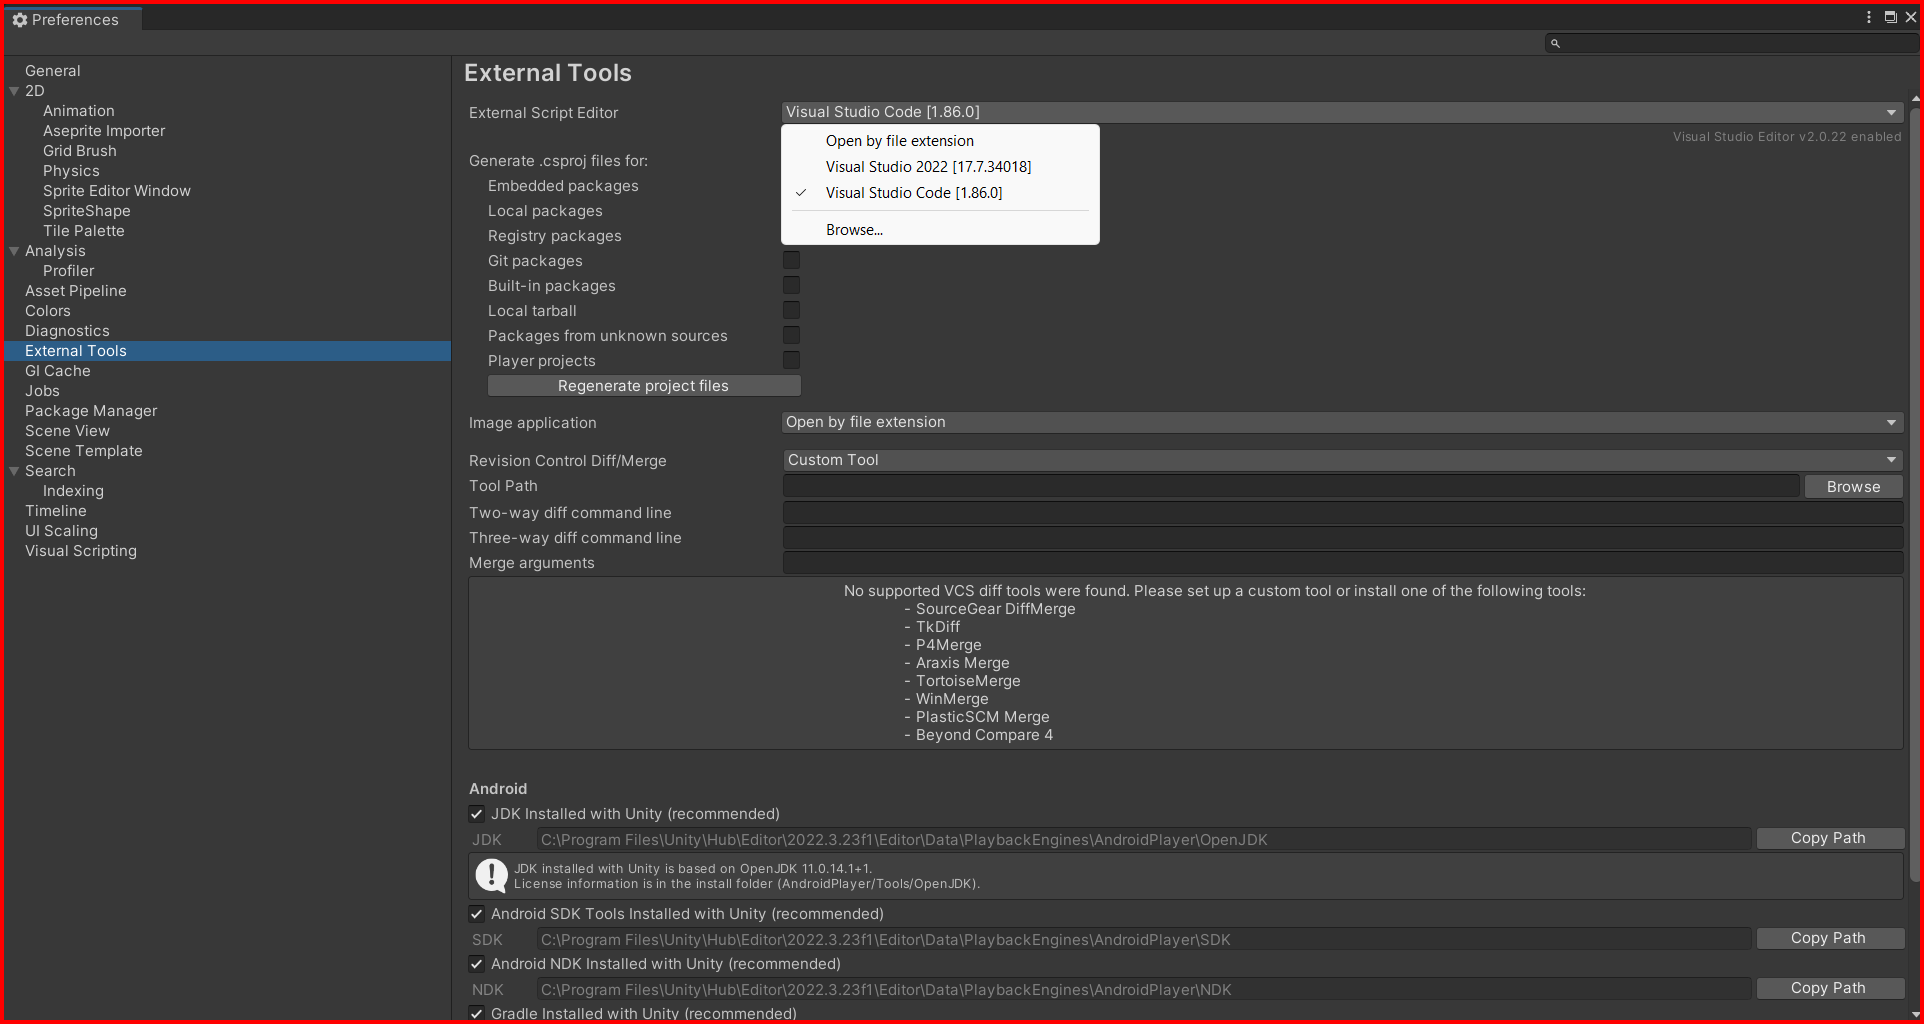 Preferences
General
2D
Animation
Aseprite Importer
Grid Brush
Physics
Sprite Editor Window
SpriteShape
Tile Palette
Analysis
Profiler
Asset Pipeline
Colors
Diagnostics
External Tools
GI Cache
Jobs
Package Manager
Scene View
Scene Template
Search
Indexing
Timeline
UI Scaling
Visual Scripting
External Tools
External Script Editor
Visual Studio Code [1.86.0]
Open by file extension
Visual Studio 2022 [17.7.34018]
Visual Studio Code [1.86.0]
Browse...
Visual Studio Editor v2.0.22 enabled
Generate .csproj files for:
Embedded packages
Local packages
Registry packages
Git packages
Built-in packages
Local tarball
Packages from unknown sources
Player projects
Regenerate project files
Image application
Open by file extension
Revision Control Diff/Merge
Custom Tool
Tool Path
Browse
Two-way diff command line
Three-way diff command line
Merge arguments
No supported VCS diff tools were found. Please set up a custom tool or install one of the following tools:
- SourceGear DiffMerge
- TkDiff
- P4Merge
- Araxis Merge
- TortoiseMerge
- WinMerge
- PlasticSCM Merge
- Beyond Compare 4
Android
JDK Installed with Unity (recommended)
JDK C:\Program Files\Unity\Hub\Editor\2022.3.23f1\Editor\Data\PlaybackEngines\AndroidPlayer\OpenJDK Copy Path
JDK installed with Unity is based on OpenJDK 11.0.14.1+1.
License information is in the install folder (AndroidPlayer/Tools/OpenJDK).
Android SDK Tools Installed with Unity (recommended)
SDK C:\Program Files\Unity\Hub\Editor\2022.3.23f1\Editor\Data\PlaybackEngines\AndroidPlayer\SDK Copy Path
Android NDK Installed with Unity (recommended)
NDK C:\Program Files\Unity\Hub\Editor\2022.3.23f1\Editor\Data\PlaybackEngines\AndroidPlayer\NDK Copy Path
Gradle Installed with Unity (recommended)